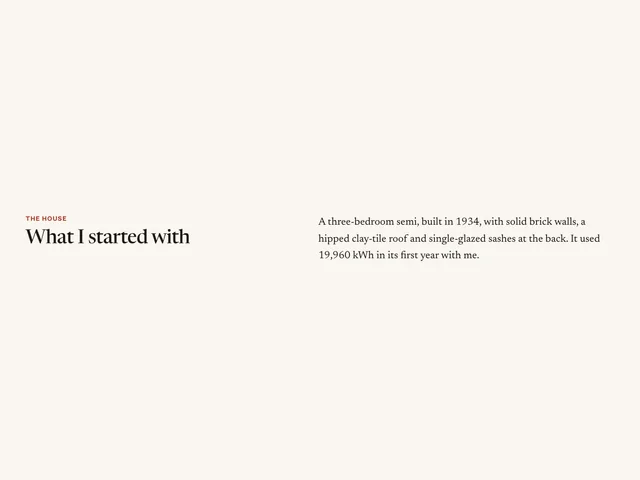 THE HOUSE
What I started with
A three-bedroom semi, built in 1934, with solid brick walls, a
hipped clay-tile roof and single-glazed sashes at the back. It used
19,960 kWh in its first year with me.